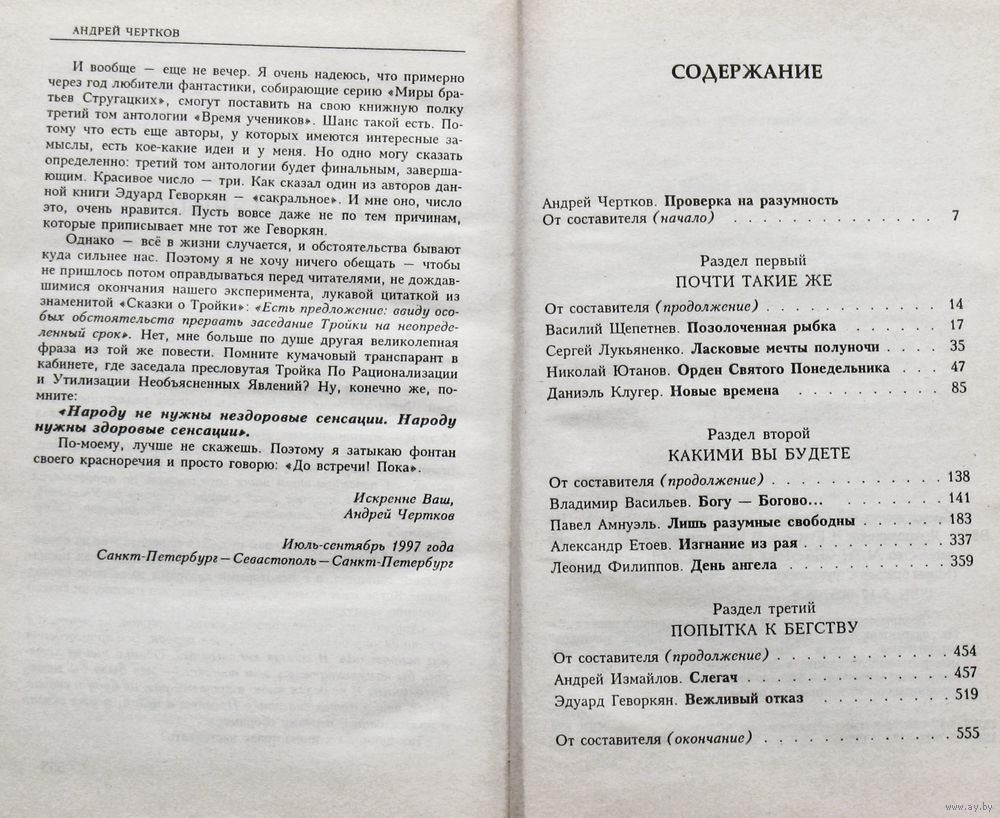 АНДРЕЙ ЧЕРТКОВ
И вообще — еще не вечер. Я очень надеюсь, что примерно
через год любители фантастики, собирающие серию «Миры бра-
тьев Стругацких», смогут поставить на свою книжную полку
третий том антологии «Время учеников». Шанс такой есть. По-
тому что есть еще авторы, у которых имеются интересные за-
мыслы, есть кое-какие идеи и у меня. Но одно могу сказать
определенно: третий том антологии будет финальным, заверша-
ющим. Красивое число — три. Как сказал один из авторов дан-
ной книги Эдуард Геворкян — «сакральное». И мне оно, число
это, очень нравится. Пусть вовсе даже не по тем причинам,
которые приписывает мне тот же Геворкян.
Однако — всё в жизни случается, и обстоятельства бывают
куда сильнее нас. Поэтому я не хочу ничего обещать — чтобы
не пришлось потом оправдываться перед читателями, не дождав-
шимися окончания нашего эксперимента, лукавой цитаткой из
знаменитой «Сказки о Тройке»: «Есть предложение: ввиду осо-
бых обстоятельств прервать заседание Тройки на неопреде-
ленный срок». Нет, мне больше по душе другая великолепная
фраза из той же повести. Помните кумачовый транспарант в
кабинете, где заседала пресловутая Тройка По Рационализации
и Утилизации Необъясненных Явлений? Ну, конечно же, по-
мните:
«Народу не нужны нездоровые сенсации. Народу
нужны здоровые сенсации».
По-моему, лучше не скажешь. Поэтому я затыкаю фонтан
своего красноречия и просто говорю: «До встречи! Пока».
Искренне Ваш,
Андрей Чертков
Июль-сентябрь 1997 года
Санкт-Петербург—Севастополь—Санкт-Петербург
СОДЕРЖАНИЕ
Андрей Чертков. Проверка на разумность
От составителя (начало) . . . . . . . . . . . . . . 7
Раздел первый
ПОЧТИ ТАКИЕ ЖЕ
От составителя (продолжение) . . . . . . . . . . . . 14
Василий Щепетнев. Позолоченная рыбка . . . . . . . 17
Сергей Лукьяненко. Ласковые мечты полуночи . . . . 35
Николай Ютанов. Орден Святого Понедельника . . . 47
Даниэль Клугер. Новые времена . . . . . . . . . . 85
Раздел второй
КАКИМИ ВЫ БУДЕТЕ
От составителя (продолжение) . . . . . . . . . . . . 138
Владимир Васильев. Богу — Богово... . . . . . . . 141
Павел Амнуэль. Лишь разумные свободны . . . . . . 183
Александр Етоев. Изгнание из рая . . . . . . . . . . 337
Леонид Филиппов. День ангела . . . . . . . . . . . 359
Раздел третий
ПОПЫТКА К БЕГСТВУ
От составителя (продолжение) . . . . . . . . . . . . 454
Андрей Измайлов. Слегач . . . . . . . . . . . . . 457
Эдуард Геворкян. Вежливый отказ . . . . . . . . . 519
От составителя (окончание) . . . . . . . . . . . . . 555
www.ay.by